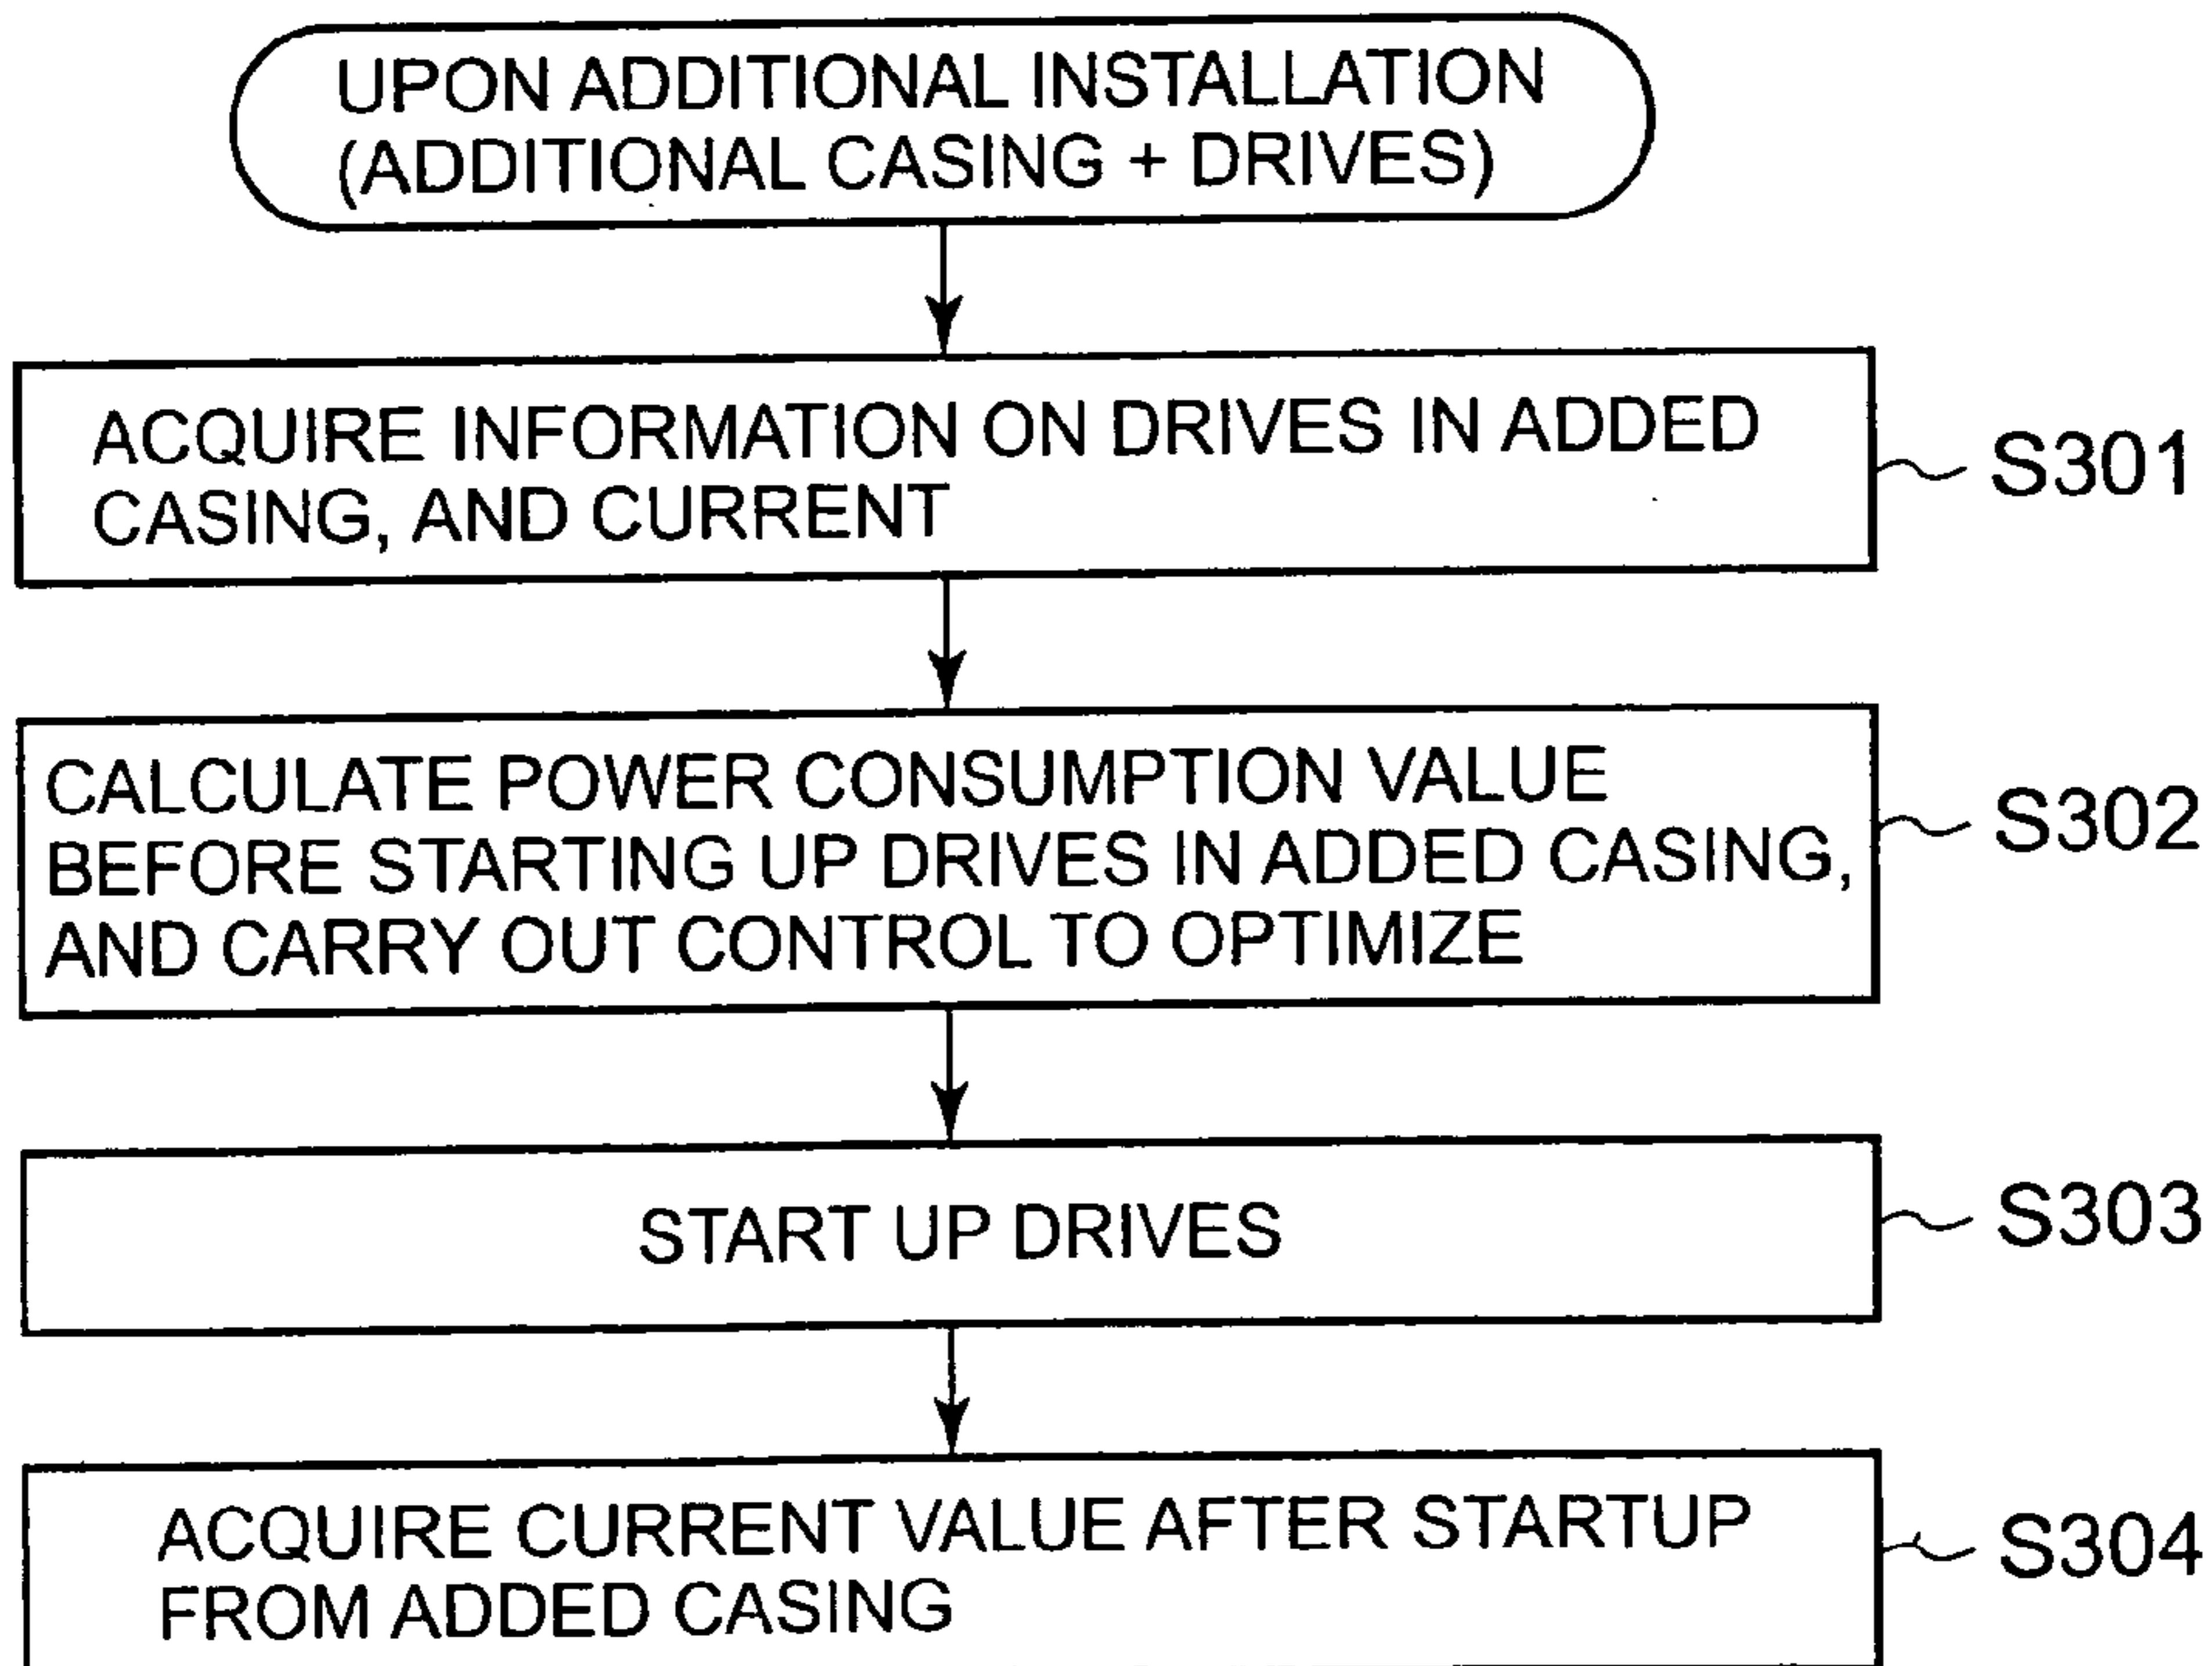 UPON ADDITIONAL INSTALLATION
(ADDITIONAL CASING + DRIVES)
ACQUIRE INFORMATION ON DRIVES IN ADDED
CASING, AND CURRENT
S301
CALCULATE POWER CONSUMPTION VALUE
BEFORE STARTING UP DRIVES IN ADDED CASING,
AND CARRY OUT CONTROL TO OPTIMIZE
S302
START UP DRIVES
S303
ACQUIRE CURRENT VALUE AFTER STARTUP
FROM ADDED CASING
S304